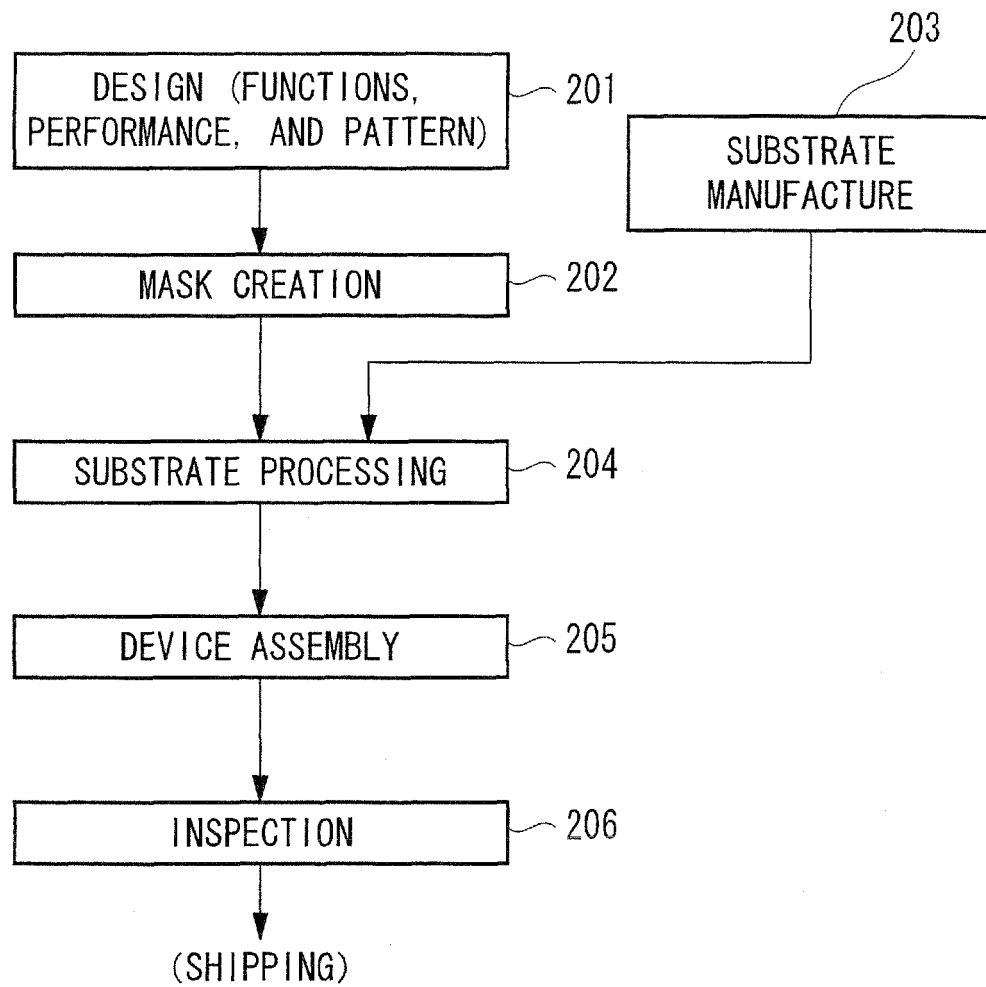 203
DESIGN (FUNCTIONS,
PERFORMANCE, AND PATTERN)
201
SUBSTRATE
MANUFACTURE
MASK CREATION
202
SUBSTRATE PROCESSING
204
DEVICE ASSEMBLY
205
INSPECTION
206
(SHIPPING)